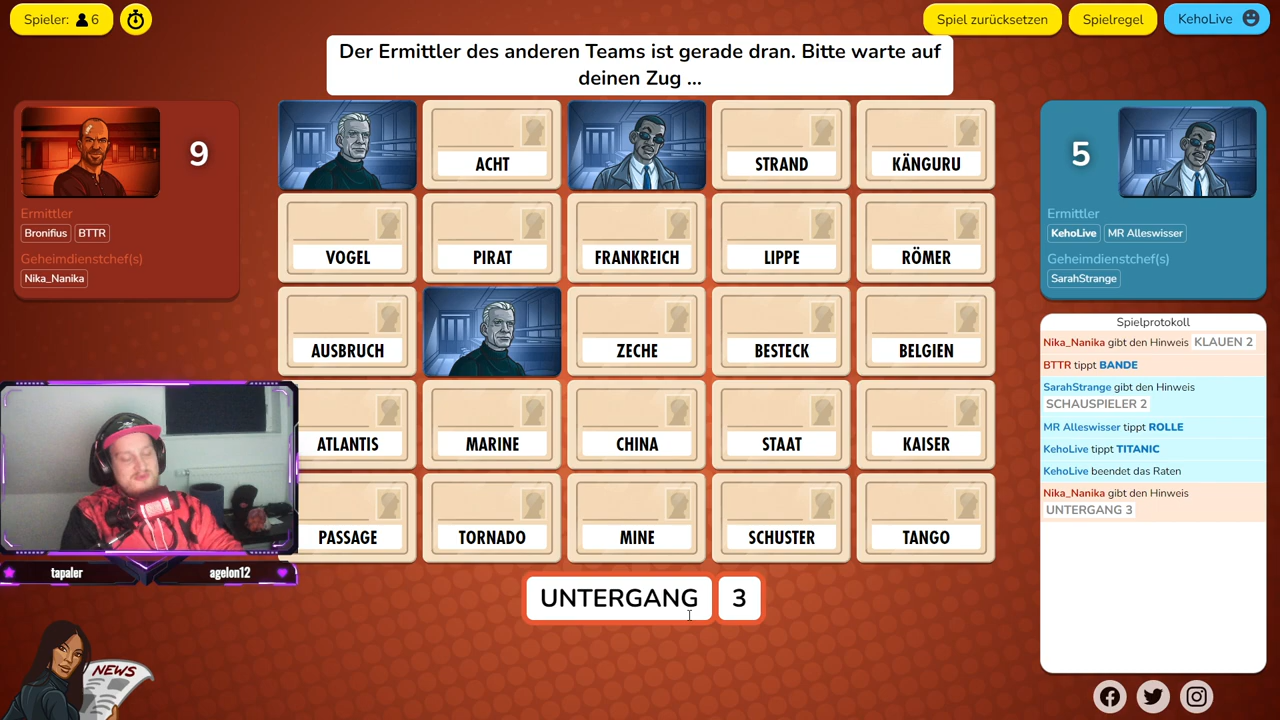 Spieler: 6
Spiel zurücksetzen
Spielregel
KehoLive
Der Ermittler des anderen Teams ist gerade dran. Bitte warte auf
deinen Zug ...
9
Ermittler
Bronifius BTTR
Geheimdienstchef(s)
Nika_Nanika
ACHT
STRAND
KÄNGURU
VOGEL
PIRAT
FRANKREICH
LIPPE
RÖMER
AUSBRUCH
ZECHE
BESTECK
BELGIEN
ATLANTIS
MARINE
CHINA
STAAT
KAISER
PASSAGE
TORNADO
MINE
SCHUSTER
TANGO
UNTERGANG 3
5
Ermittler
KehoLive MR Alleswisser
Geheimdienstchef(s)
SarahStrange
Spielprotokoll
Nika_Nanika gibt den Hinweis KLAUEN 2
BTTR tippt BANDE
SarahStrange gibt den Hinweis
SCHAUSPIELER 2
MR Alleswisser tippt ROLLE
KehoLive tippt TITANIC
KehoLive beendet das Raten
Nika_Nanika gibt den Hinweis
UNTERGANG 3
tapaler
agelon12
NEWS